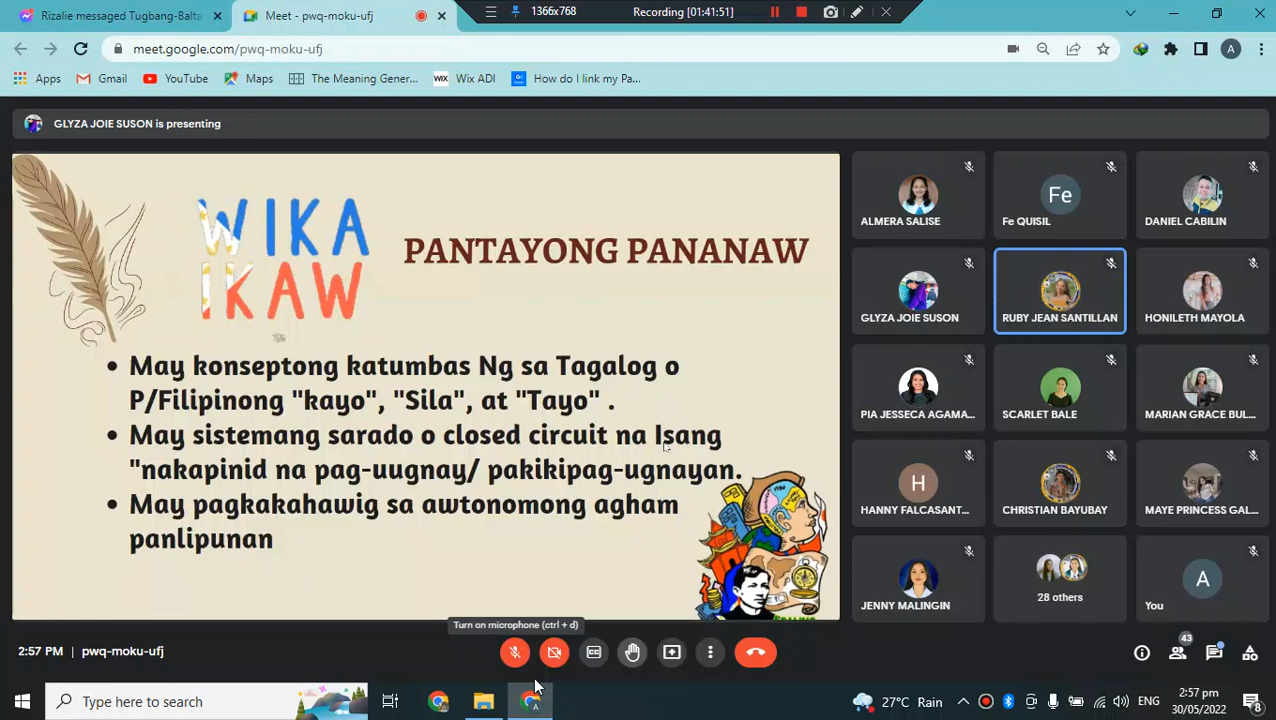 Rizalie messaged Tugbang-Balta
Meet - pwq-moku-ufj
1366x768
Recording [01:41:51]
meet.google.com/pwq-moku-ufj
A
Apps
Gmail
YouTube
Maps
The Meaning Gener...
WIX
Wix ADI
How do I link my Pa...
GLYZA JOIE SUSON is presenting
WIKA
IKAW
PANTAYONG PANANAW
• May konseptong katumbas Ng sa Tagalog o
P/Filipinong "kayo", "Sila", at "Tayo" .
• May sistemang sarado o closed circuit na Isang
"nakapinid na pag-uugnay/ pakikipag-ugnayan.
• May pagkakahawig sa awtonomong agham
panlipunan
ALMERA SALISE
Fe
Fe QUISIL
DANIEL CABILIN
GLYZA JOIE SUSON
RUBY JEAN SANTILLAN
HONILETH MAYOLA
PIA JESSECA AGAMA...
SCARLET BALE
MARIAN GRACE BUL...
H
HANNY FALCASANT...
CHRISTIAN BAYUBAY
MAYE PRINCESS GAL...
JENNY MALINGIN
28 others
A
You
Turn on microphone (ctrl + d)
2:57 PM | pwq-moku-ufj
43
Type here to search
A
27°C Rain
ENG
2:57 pm
30/05/2022
8